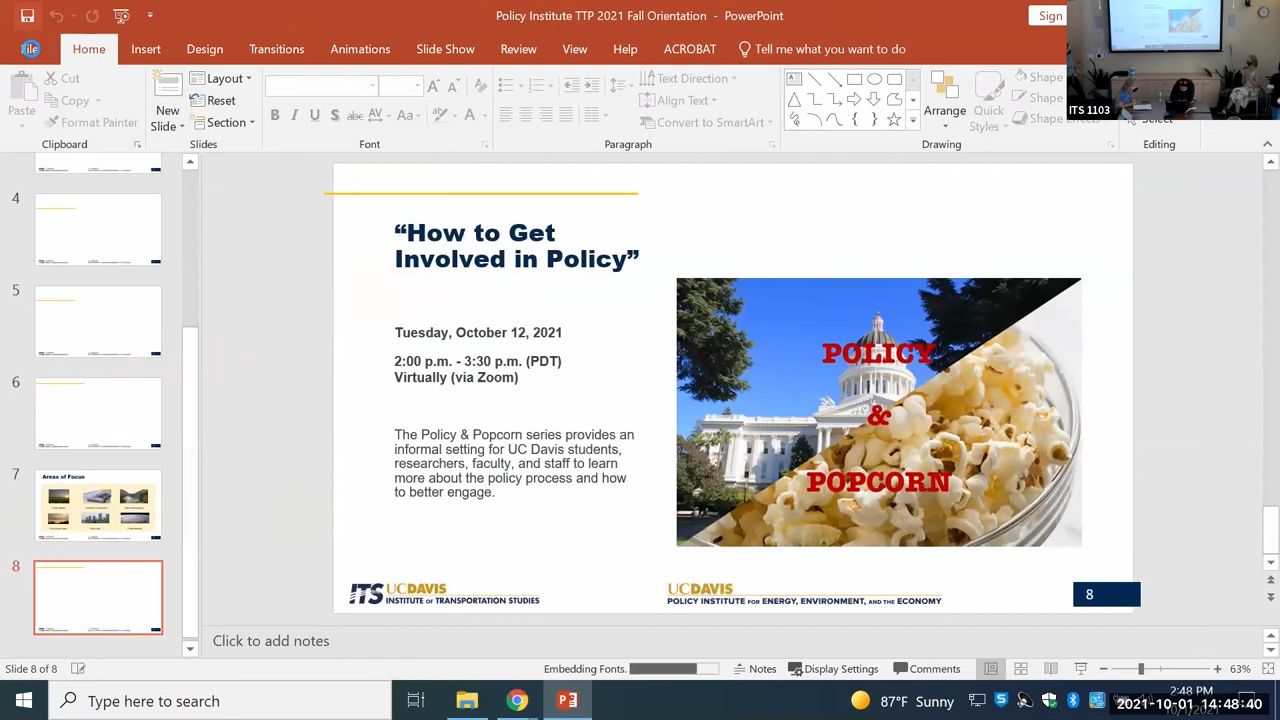 Policy Institute TTP 2021 Fall Orientation - PowerPoint
Sign
File
Home
Insert
Design
Transitions
Animations
Slide Show
Review
View
Help
ACROBAT
Tell me what you want to do
Paste
Cut
Copy
Format Painter
Clipboard
New Slide
Layout
Reset
Section
Slides
Font
Text Direction
Align Text
Convert to SmartArt
Paragraph
Arrange
Quick Styles
Shape
Shape
Drawing
Select
Editing
ITS 1103
4
5
6
7
Areas of Focus
8
“How to Get
Involved in Policy”
Tuesday, October 12, 2021
2:00 p.m. - 3:30 p.m. (PDT)
Virtually (via Zoom)
The Policy & Popcorn series provides an
informal setting for UC Davis students,
researchers, faculty, and staff to learn
more about the policy process and how
to better engage.
POLICY
&
POPCORN
ITS UCDAVIS
INSTITUTE OF TRANSPORTATION STUDIES
UCDAVIS
POLICY INSTITUTE FOR ENERGY, ENVIRONMENT, AND THE ECONOMY
8
Click to add notes
Slide 8 of 8
Embedding Fonts.
Notes
Display Settings
Comments
63%
Type here to search
87°F Sunny
2:48 PM
2021-10-01 14:48:40